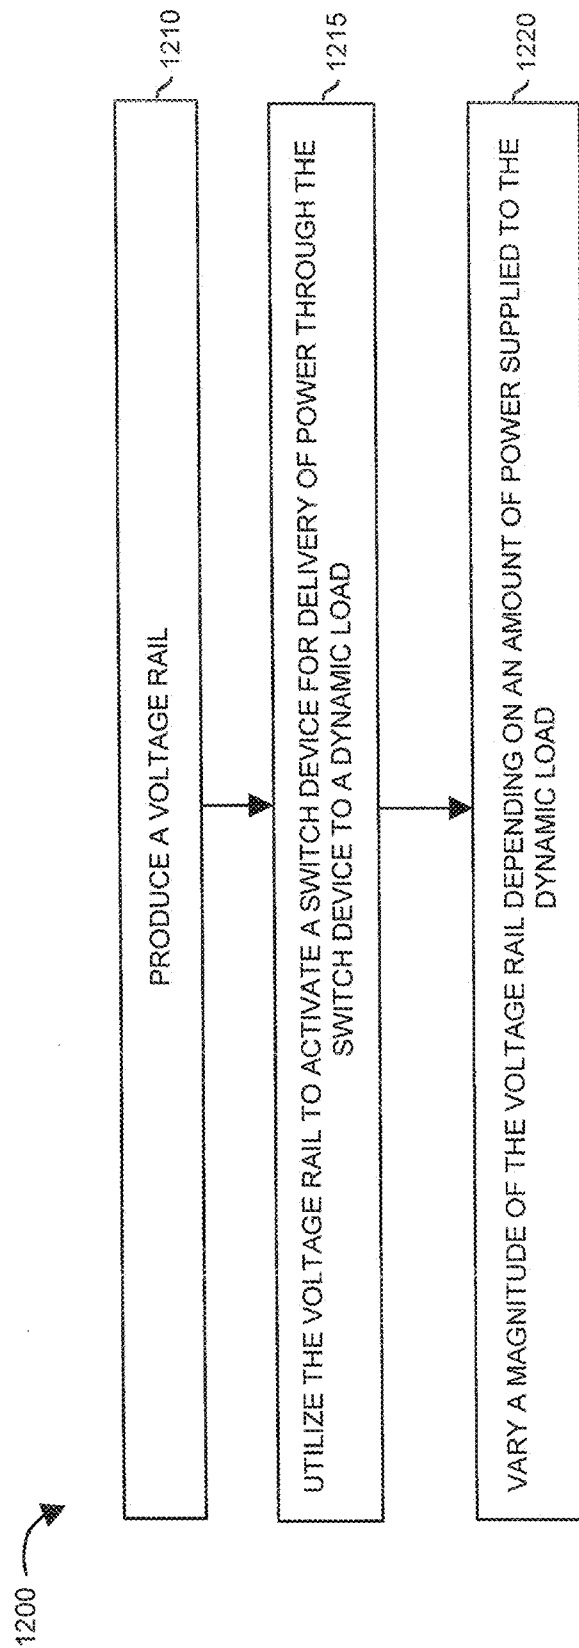 1200
PRODUCE A VOLTAGE RAIL
1210
UTILIZE THE VOLTAGE RAIL TO ACTIVATE A SWITCH DEVICE FOR DELIVERY OF POWER THROUGH THE
SWITCH DEVICE TO A DYNAMIC LOAD
1215
VARY A MAGNITUDE OF THE VOLTAGE RAIL DEPENDING ON AN AMOUNT OF POWER SUPPLIED TO THE
DYNAMIC LOAD
1220